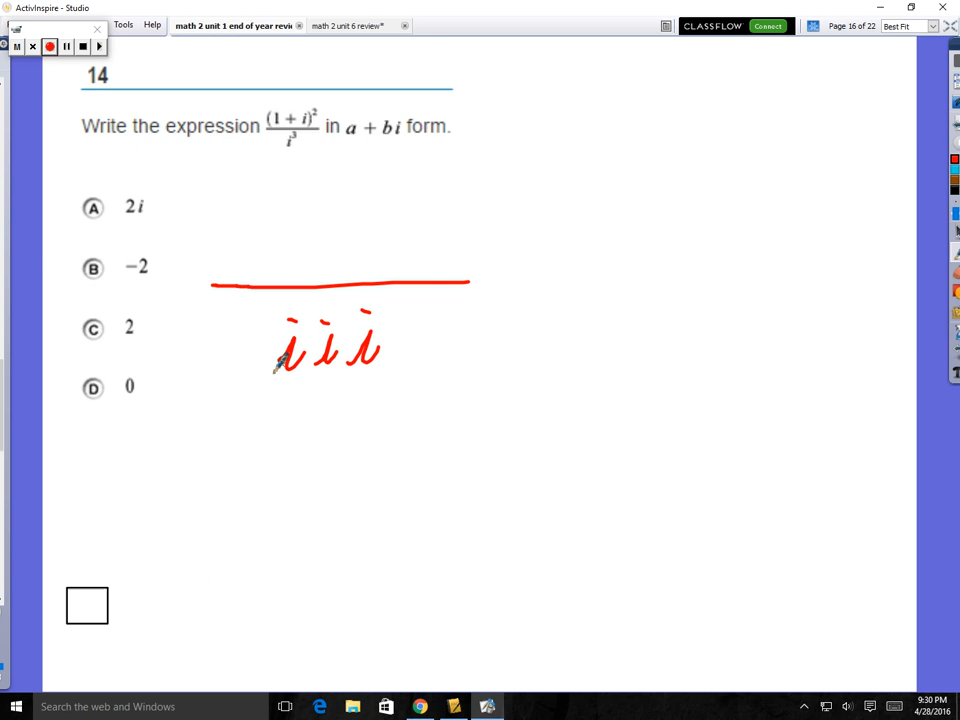 ActivInspire - Studio
Tools Help math 2 unit 1 end of year revie math 2 unit 6 review* CLASSFLOW Connect Page 16 of 22 Best Fit
M
14
Write the expression (1 + i)²/i³ in a + bi form.
A 2i
B −2
C 2
D 0
i i i
Search the web and Windows
9:30 PM
4/28/2016